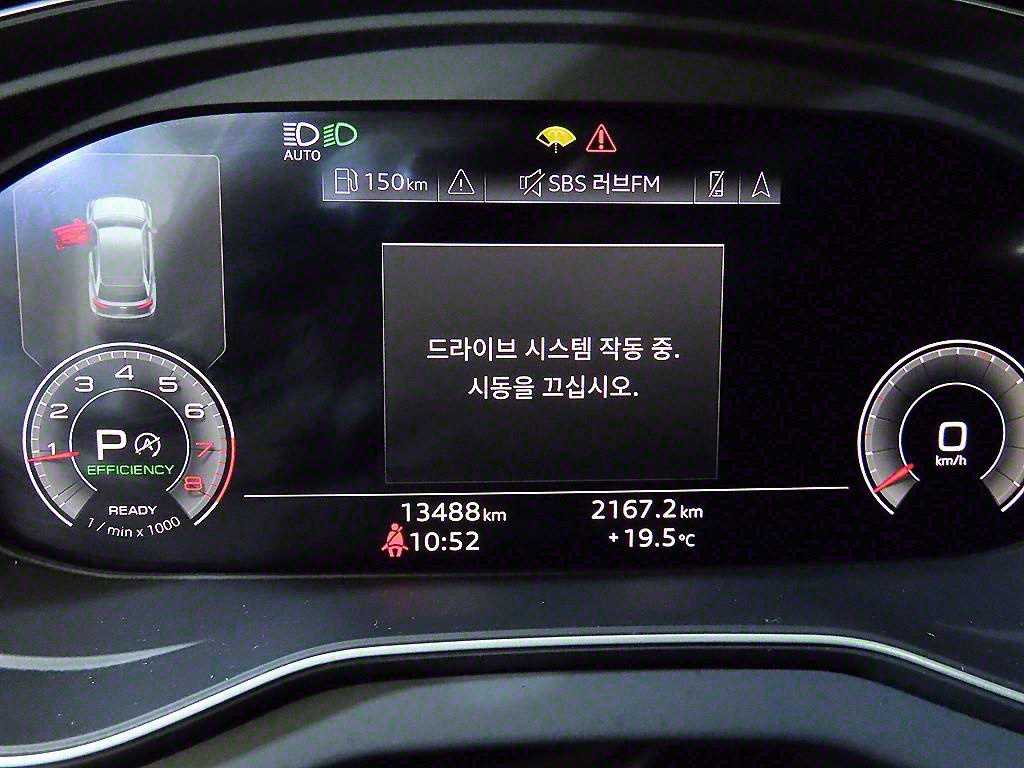 AUTO
150km
SBS 러브FM
드라이브 시스템 작동 중.
시동을 끄십시오.
1 2 3 4 5 6 7 8
P A
EFFICIENCY
READY
1 / min x 1000
0
km/h
13488km
2167.2km
10:52
+19.5°C